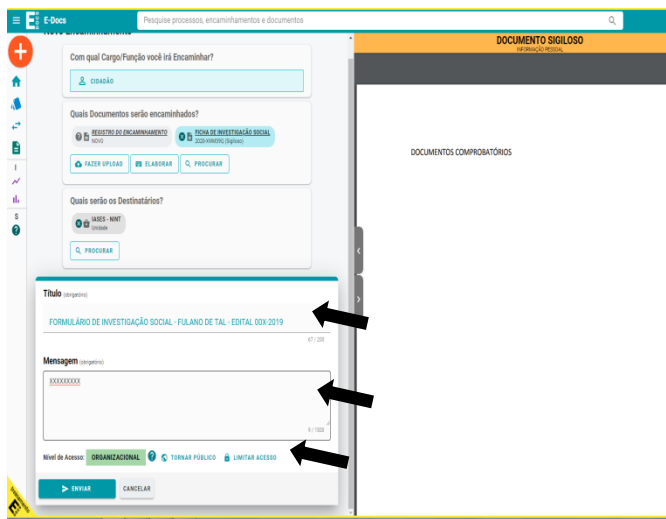 E-Docs
Pesquise processos, encaminhamentos e documentos
Novo Encaminhamento
DOCUMENTO SIGILOSO
INFORMAÇÃO PESSOAL
Com qual Cargo/Função você irá Encaminhar?
CIDADÃO
Quais Documentos serão encaminhados?
REGISTRO DO ENCAMINHAMENTO
NOVO
FICHA DE INVESTIGAÇÃO SOCIAL
(Sigiloso)
FAZER UPLOAD
ELABORAR
PROCURAR
DOCUMENTOS COMPROBATÓRIOS
Quais serão os Destinatários?
IASES - NINT
Unidade
PROCURAR
Título (obrigatório)
FORMULÁRIO DE INVESTIGAÇÃO SOCIAL - FULANO DE TAL - EDITAL 00X-2019
67 / 200
Mensagem (obrigatório)
XXXXXXXXX
Nível de Acesso: ORGANIZACIONAL TORNAR PÚBLICO LIMITAR ACESSO
ENVIAR CANCELAR